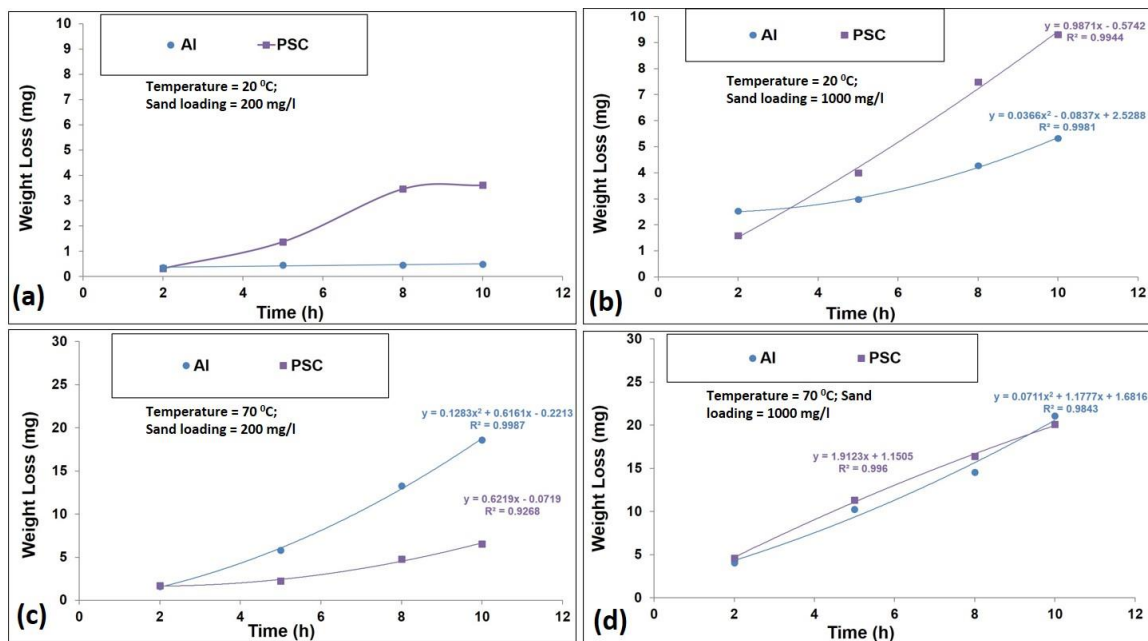 AI
PSC
Temperature = 20 ⁰C;
Sand loading = 200 mg/l
Weight Loss (mg)
10
9
8
7
6
5
4
3
2
1
0
0 2 4 6 8 10 12
Time (h)
(a)
AI
PSC
y = 0.9871x - 0.5742
R² = 0.9944
Temperature = 20 ⁰C;
Sand loading = 1000 mg/l
y = 0.0366x² - 0.0837x + 2.5288
R² = 0.9981
Weight Loss (mg)
10
9
8
7
6
5
4
3
2
1
0
0 2 4 6 8 10 12
Time (h)
(b)
AI
PSC
Temperature = 70 ⁰C;
Sand loading = 200 mg/l
y = 0.1283x² + 0.6161x - 0.2213
R² = 0.9987
y = 0.6219x - 0.0719
R² = 0.9268
Weight Loss (mg)
30
25
20
15
10
5
0
0 2 4 6 8 10 12
Time (h)
(c)
AI
PSC
Temperature = 70 ⁰C; Sand
loading = 1000 mg/l
y = 0.0711x² + 1.1777x + 1.6816
R² = 0.9843
y = 1.9123x + 1.1505
R² = 0.996
Weight Loss (mg)
30
25
20
15
10
5
0
0 2 4 6 8 10 12
Time (h)
(d)